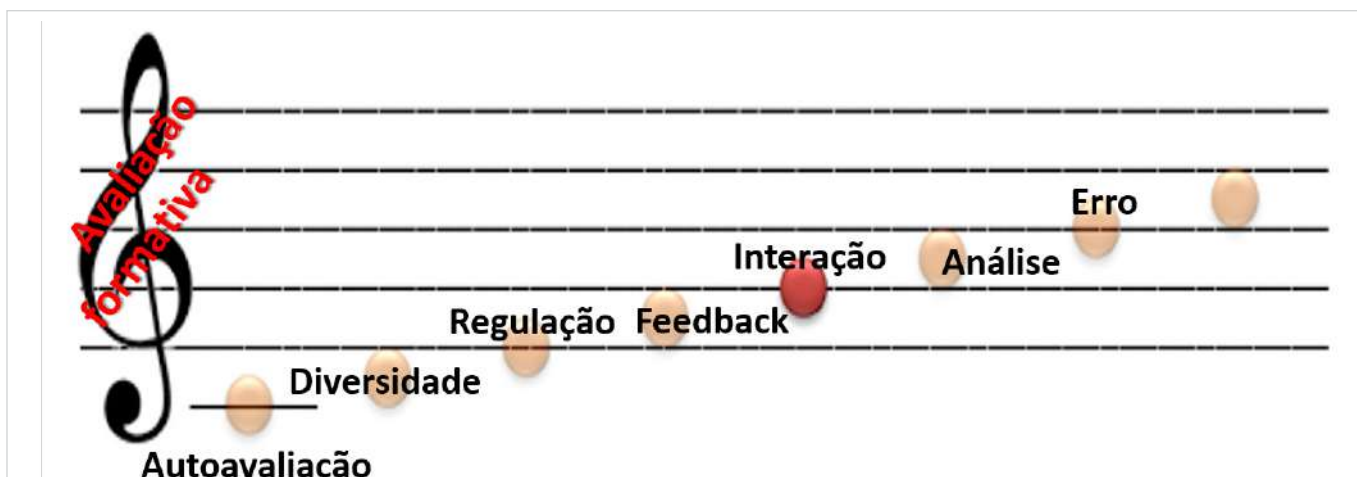 Avaliação
formativa
Autoavaliação
Diversidade
Regulação
Feedback
Interação
Análise
Erro